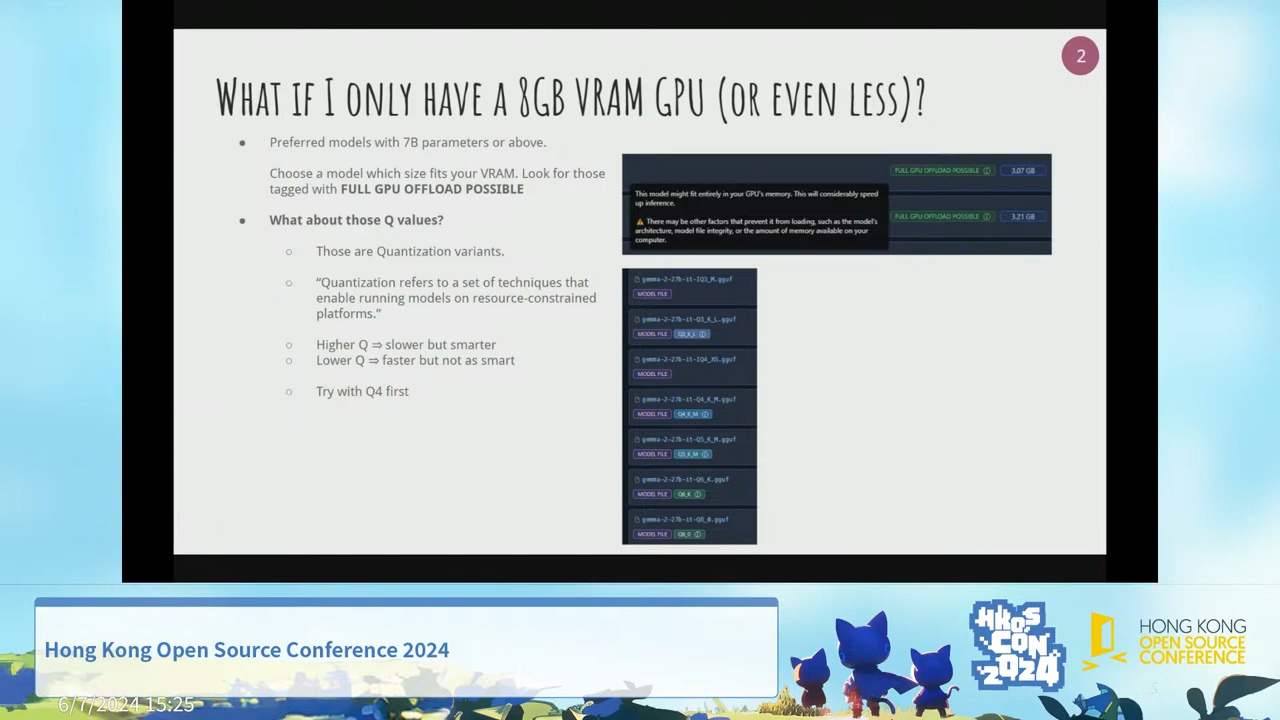 2
WHAT IF I ONLY HAVE A 8GB VRAM GPU (OR EVEN LESS)?
● Preferred models with 7B parameters or above.
Choose a model which size fits your VRAM. Look for those
tagged with FULL GPU OFFLOAD POSSIBLE
● What about those Q values?
○ Those are Quantization variants.
○ “Quantization refers to a set of techniques that
enable running models on resource-constrained
platforms.”
○ Higher Q ⇒ slower but smarter
○ Lower Q ⇒ faster but not as smart
○ Try with Q4 first
FULL GPU OFFLOAD POSSIBLE 3.07 GB
This model might fit entirely in your GPU's memory. This will considerably speed
up inference.
FULL GPU OFFLOAD POSSIBLE 3.21 GB
There may be other factors that prevent it from loading, such as the model's
architecture, model file integrity, or the amount of memory available on your
computer.
gemma-2-27b-it-IQ3_M.gguf
MODEL FILE
gemma-2-27b-it-Q3_K_L.gguf
MODEL FILE Q3_K_L
gemma-2-27b-it-IQ4_XS.gguf
MODEL FILE
gemma-2-27b-it-Q4_K_M.gguf
MODEL FILE Q4_K_M
gemma-2-27b-it-Q5_K_M.gguf
MODEL FILE Q5_K_M
gemma-2-27b-it-Q6_K.gguf
MODEL FILE Q6_K
gemma-2-27b-it-Q8_0.gguf
MODEL FILE Q8_0
Hong Kong Open Source Conference 2024
6/7/2024 15:25
HKOS
CON
2024
HONG KONG
OPEN SOURCE
CONFERENCE